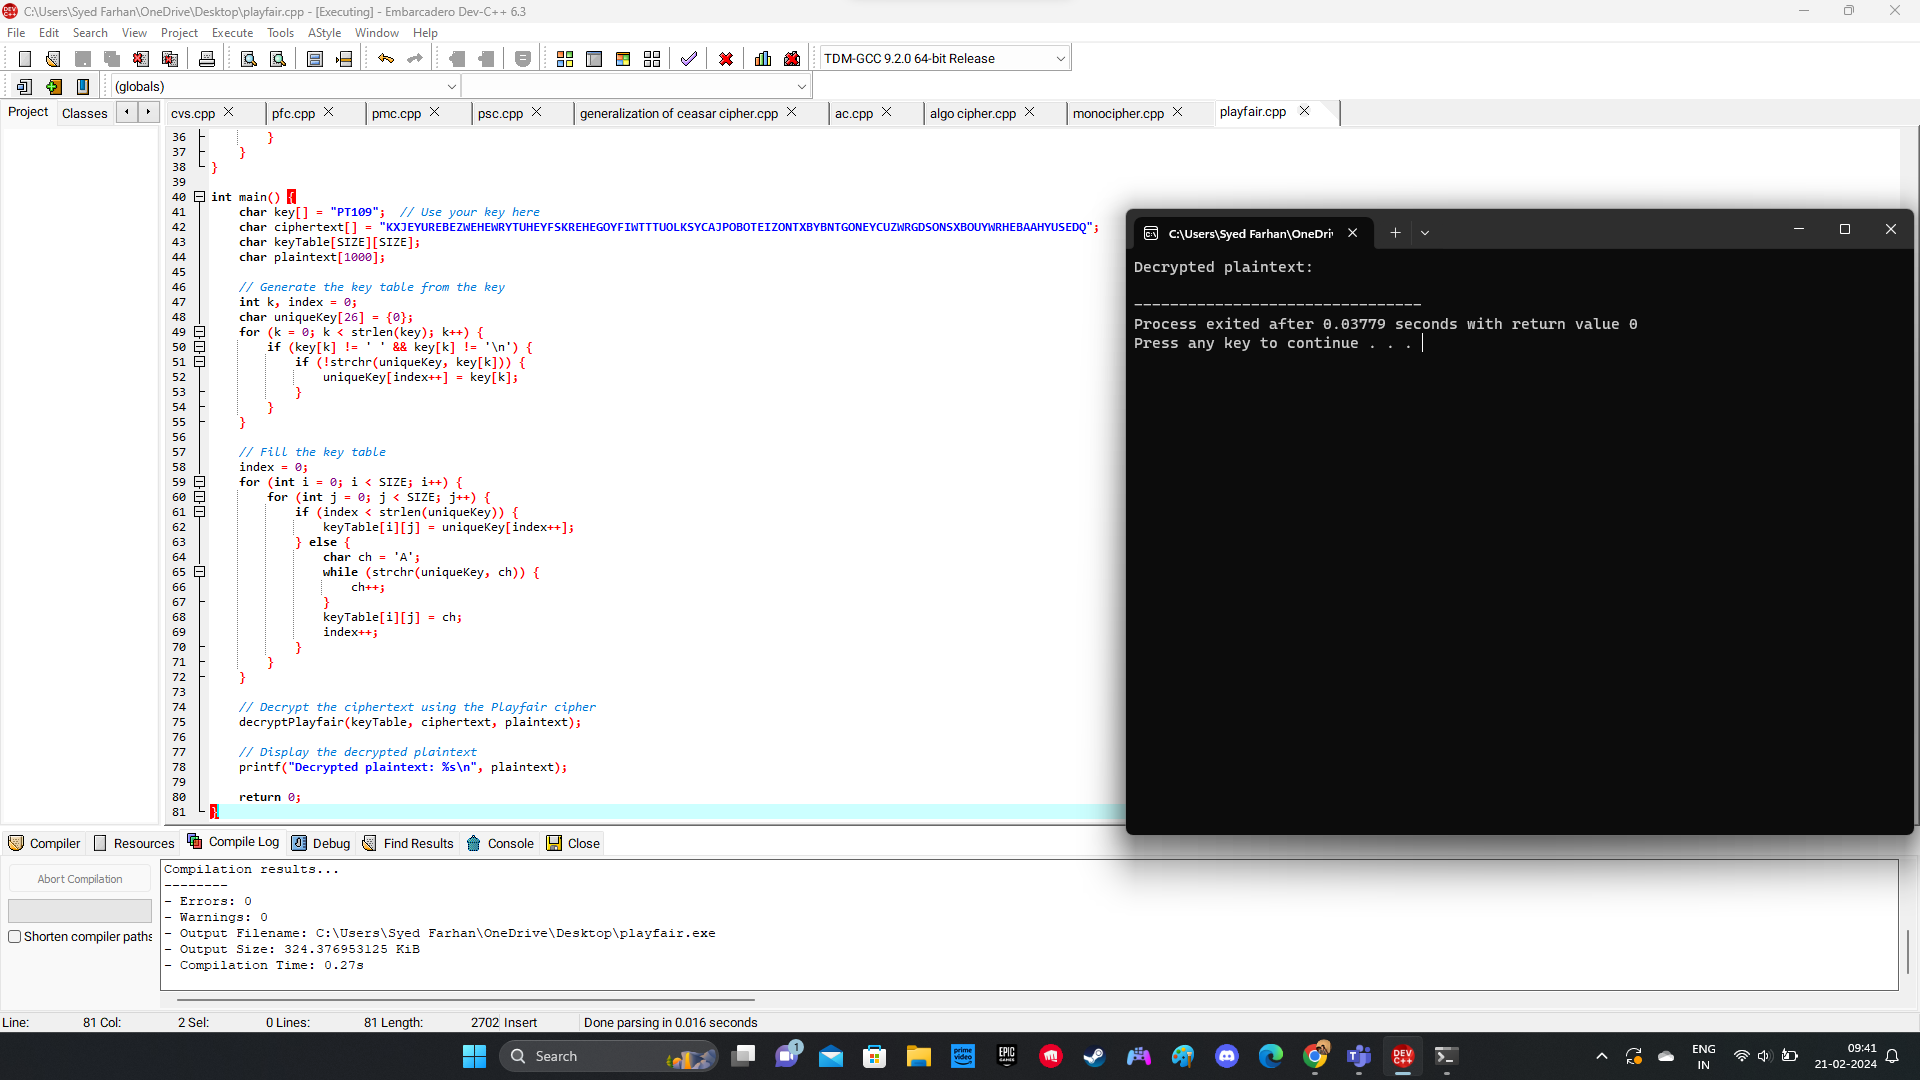 C:\Users\Syed Farhan\OneDrive\Desktop\playfair.cpp - [Executing] - Embarcadero Dev-C++ 6.3
File Edit Search View Project Execute Tools AStyle Window Help
TDM-GCC 9.2.0 64-bit Release
(globals)
Project Classes
cvs.cpp pfc.cpp pmc.cpp psc.cpp generalization of ceasar cipher.cpp ac.cpp algo cipher.cpp monocipher.cpp playfair.cpp
36 }
37 }
38 }
39
40 int main() {
41 char key[] = "PT109"; // Use your key here
42 char ciphertext[] = "KXJEYUREBEZWEHEWRYTUHEYFSKREHEGOYFIWTTTUOLKSYCAJPOBOTEIZONTXBYBNTGONEYCUZWRGDSONSXBOUYWRHEBAAHYUSEDQ";
43 char keyTable[SIZE][SIZE];
44 char plaintext[1000];
45
46 // Generate the key table from the key
47 int k, index = 0;
48 char uniqueKey[26] = {0};
49 for (k = 0; k < strlen(key); k++) {
50 if (key[k] != ' ' && key[k] != '\n') {
51 if (!strchr(uniqueKey, key[k])) {
52 uniqueKey[index++] = key[k];
53 }
54 }
55 }
56
57 // Fill the key table
58 index = 0;
59 for (int i = 0; i < SIZE; i++) {
60 for (int j = 0; j < SIZE; j++) {
61 if (index < strlen(uniqueKey)) {
62 keyTable[i][j] = uniqueKey[index++];
63 } else {
64 char ch = 'A';
65 while (strchr(uniqueKey, ch)) {
66 ch++;
67 }
68 keyTable[i][j] = ch;
69 index++;
70 }
71 }
72 }
73
74 // Decrypt the ciphertext using the Playfair cipher
75 decryptPlayfair(keyTable, ciphertext, plaintext);
76
77 // Display the decrypted plaintext
78 printf("Decrypted plaintext: %s\n", plaintext);
79
80 return 0;
81 }
C:\Users\Syed Farhan\OneDri
Decrypted plaintext:
--------------------------------
Process exited after 0.03779 seconds with return value 0
Press any key to continue . . .
Compiler Resources Compile Log Debug Find Results Console Close
Abort Compilation
Shorten compiler paths
Compilation results...
--------
- Errors: 0
- Warnings: 0
- Output Filename: C:\Users\Syed Farhan\OneDrive\Desktop\playfair.exe
- Output Size: 324.376953125 KiB
- Compilation Time: 0.27s
Line: 81 Col: 2 Sel: 0 Lines: 81 Length: 2702 Insert Done parsing in 0.016 seconds
Search
1
prime video
EPIC GAMES
DEV C++
ENG
IN
09:41
21-02-2024